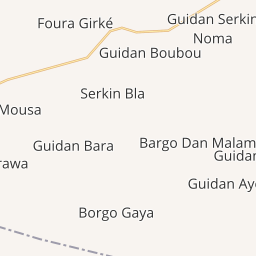 Foura Girké
Guidan Serkin
Noma
Guidan Boubou
Serkin Bla
Mousa
Guidan Bara
Bargo Dan Malam
Guidan
rawa
Guidan Aye
Borgo Gaya